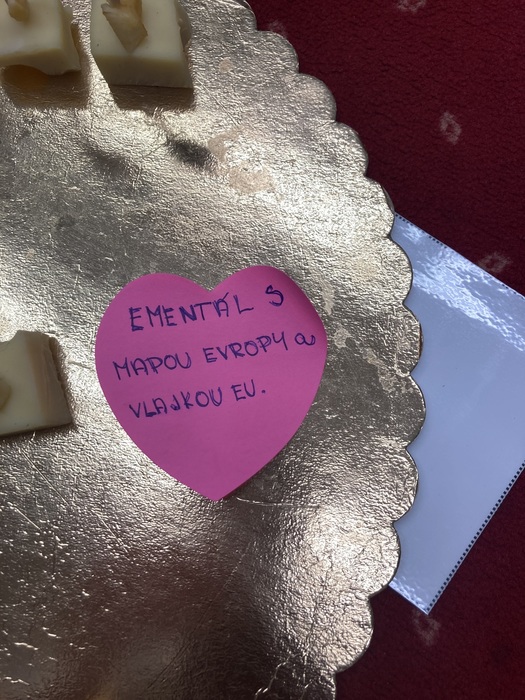 EMENTÁL S
MAPOU EVROPY a
VLAJKOU EU.